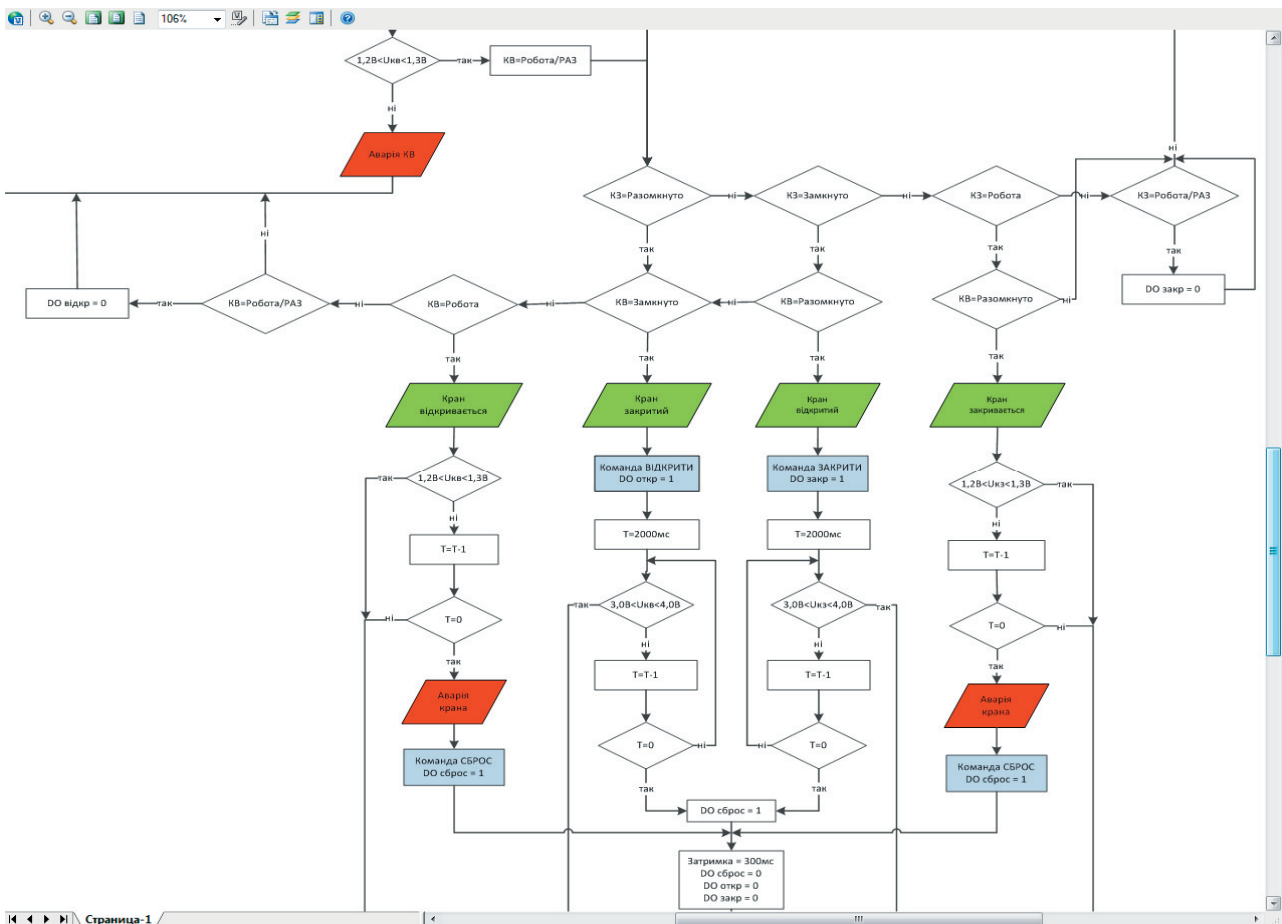 106%
1,2В<Uкв<1,3В
так
КВ=Робота/РАЗ
ні
Аварія КВ
ні
КЗ=Разомкнуто
ні
КЗ=Замкнуто
ні
КЗ=Робота
ні
КЗ=Робота/РАЗ
ні
так
так
так
так
DO відкр = 0
так
КВ=Робота/РАЗ
ні
КВ=Робота
ні
КВ=Замкнуто
ні
КВ=Разомкнуто
КВ=Разомкнуто
ні
DO закр = 0
так
так
так
так
Кран
відкривається
Кран
закритий
Кран
відкритий
Кран
закривається
так
1,2В<Uкв<1,3В
Команда ВІДКРИТИ
DO откр = 1
Команда ЗАКРИТИ
DO закр = 1
1,2В<Uкз<1,3В
так
ні
ні
T=T-1
T=2000мс
T=2000мс
T=T-1
ні
T=0
так
3,0В<Uкв<4,0В
3,0В<Uкз<4,0В
так
T=0
ні
ні
ні
так
T=T-1
T=T-1
так
Аварія
крана
Аварія
крана
T=0
ні
ні
T=0
Команда СБРОС
DO сброс = 1
Команда СБРОС
DO сброс = 1
так
так
DO сброс = 1
Затримка = 300мс
DO сброс = 0
DO откр = 0
DO закр = 0
Страница-1